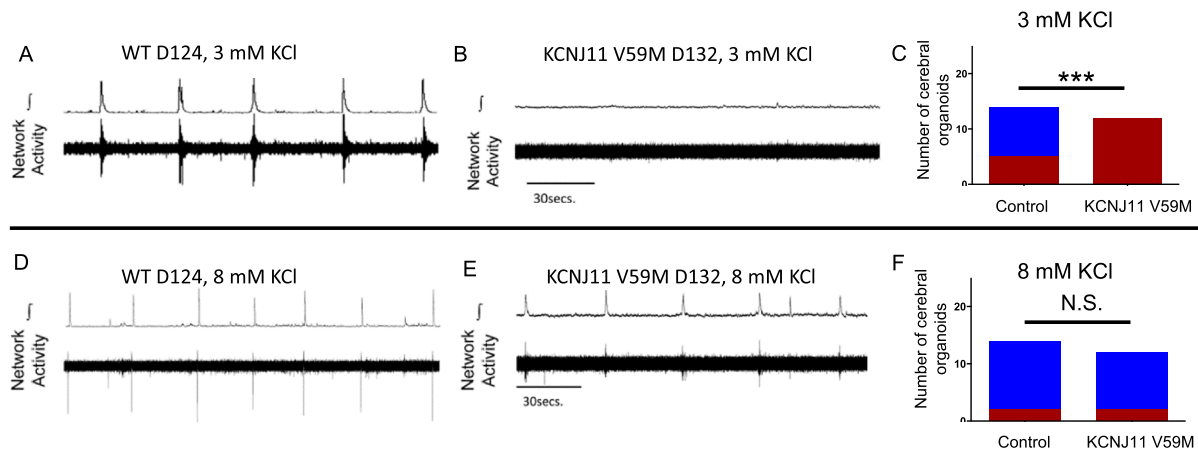 A
WT D124, 3 mM KCl
∫
Network
Activity
B
KCNJ11 V59M D132, 3 mM KCl
∫
Network
Activity
30secs.
C
3 mM KCl
***
Number of cerebral
organoids
20
10
0
Control
KCNJ11 V59M
D
WT D124, 8 mM KCl
∫
Network
Activity
E
KCNJ11 V59M D132, 8 mM KCl
∫
Network
Activity
30secs.
F
8 mM KCl
N.S.
Number of cerebral
organoids
20
10
0
Control
KCNJ11 V59M